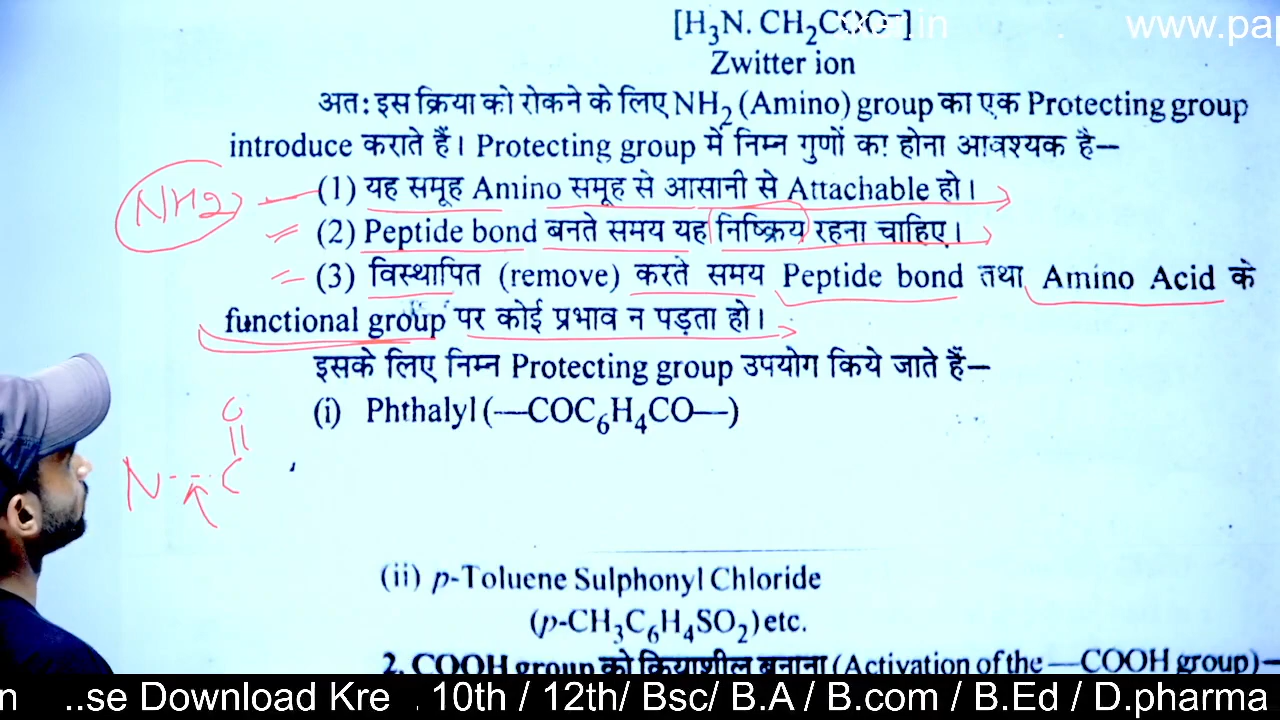 [H₃N. CH₂COO⁻]
www.pap
Zwitter ion
अतः इस क्रिया को रोकने के लिए NH₂ (Amino) group का एक Protecting group
introduce कराते हैं। Protecting group में निम्न गुणों का होना आवश्यक है—
NH2
(1) यह समूह Amino समूह से आसानी से Attachable हो।
(2) Peptide bond बनते समय यह निष्क्रिय रहना चाहिए।
(3) विस्थापित (remove) करते समय Peptide bond तथा Amino Acid के
functional group पर कोई प्रभाव न पड़ता हो।
इसके लिए निम्न Protecting group उपयोग किये जाते हैं—
(i) Phthalyl (—COC₆H₄CO—)
O
N C
(ii) p-Toluene Sulphonyl Chloride
(p-CH₃C₆H₄SO₂) etc.
2. COOH group को क्रियाशील बनाना (Activation of the —COOH group)—
n ..se Download Kre . 10th / 12th/ Bsc/ B.A / B.com / B.Ed / D.pharma